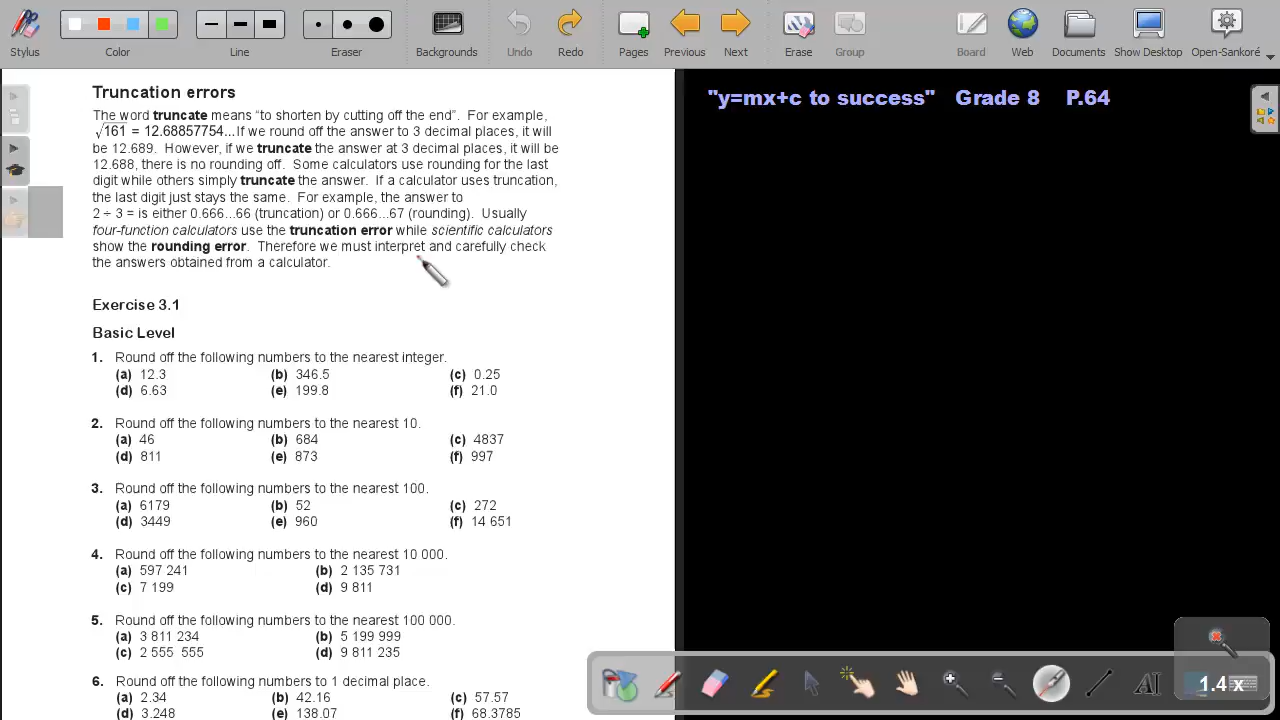 Stylus Color Line Eraser Backgrounds Undo Redo Pages Previous Next Erase Group Board Web Documents Show Desktop Open-Sankoré
"y=mx+c to success" Grade 8 P.64
Truncation errors
The word truncate means “to shorten by cutting off the end”. For example,
√161 = 12.68857754... If we round off the answer to 3 decimal places, it will
be 12.689. However, if we truncate the answer at 3 decimal places, it will be
12.688, there is no rounding off. Some calculators use rounding for the last
digit while others simply truncate the answer. If a calculator uses truncation,
the last digit just stays the same. For example, the answer to
2 ÷ 3 = is either 0.666...66 (truncation) or 0.666...67 (rounding). Usually
four-function calculators use the truncation error while scientific calculators
show the rounding error. Therefore we must interpret and carefully check
the answers obtained from a calculator.
Exercise 3.1
Basic Level
1. Round off the following numbers to the nearest integer.
(a) 12.3 (b) 346.5 (c) 0.25
(d) 6.63 (e) 199.8 (f) 21.0
2. Round off the following numbers to the nearest 10.
(a) 46 (b) 684 (c) 4837
(d) 811 (e) 873 (f) 997
3. Round off the following numbers to the nearest 100.
(a) 6179 (b) 52 (c) 272
(d) 3449 (e) 960 (f) 14 651
4. Round off the following numbers to the nearest 10 000.
(a) 597 241 (b) 2 135 731
(c) 7 199 (d) 9 811
5. Round off the following numbers to the nearest 100 000.
(a) 3 811 234 (b) 5 199 999
(c) 2 555 555 (d) 9 811 235
6. Round off the following numbers to 1 decimal place.
(a) 2.34 (b) 42.16 (c) 57.57
(d) 3.248 (e) 138.07 (f) 68.3785
AI
1.4 x